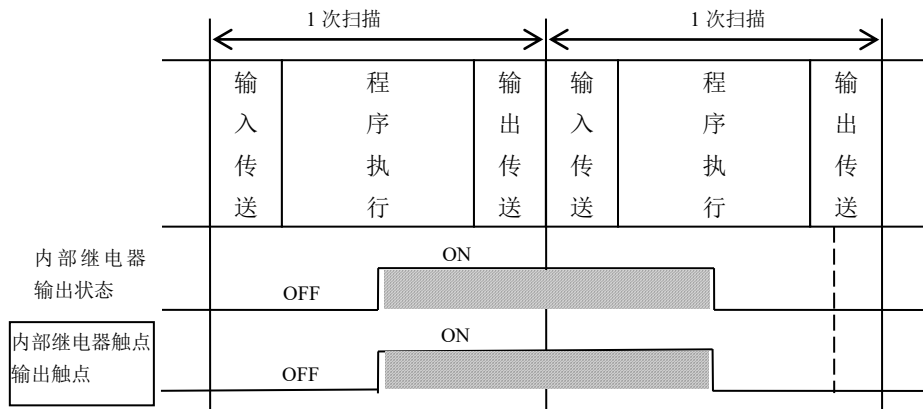 1 次扫描
1 次扫描
输入传送
程序执行
输出传送
输入传送
程序执行
输出传送
内部继电器
输出状态
ON
OFF
内部继电器触点
输出触点
ON
OFF